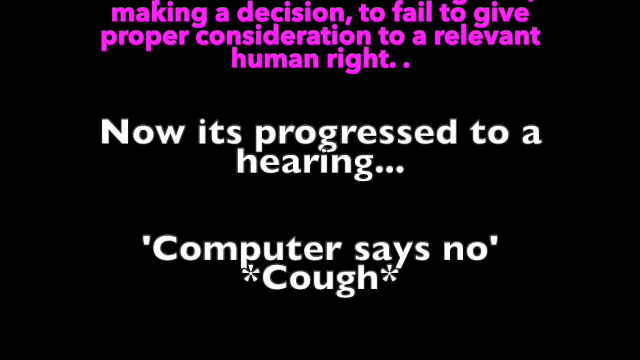 making a decision, to fail to give
proper consideration to a relevant
human right. .
Now its progressed to a
hearing...
'Computer says no'
*Cough*